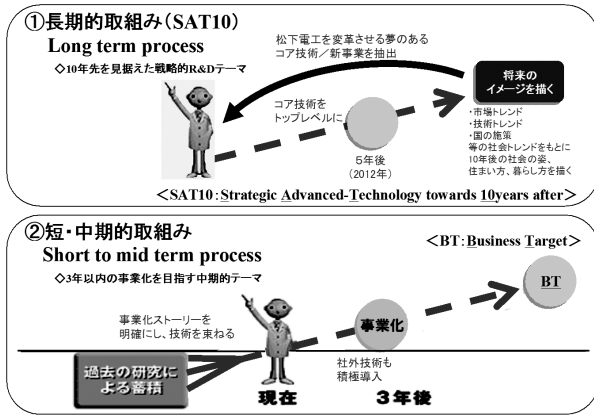 ①長期的取組み(SAT10)
Long term process
◇10年先を見据えた戦略的R&Dテーマ
松下電工を変革させる夢のある
コア技術/新事業を抽出
コア技術を
トップレベルに
5年後
(2012年)
将来の
イメージを描く
・市場トレンド
・技術トレンド
・国の施策
等の社会トレンドをもとに
10年後の社会の姿、
住まい方、暮らし方を描く
<SAT10:Strategic Advanced-Technology towards 10years after>
②短・中期的取組み
Short to mid term process
◇3年以内の事業化を目指す中期的テーマ
<BT:Business Target>
BT
事業化ストーリーを
明確にし、技術を束ねる
事業化
社外技術も
積極導入
過去の研究に
よる蓄積
現在
3年後